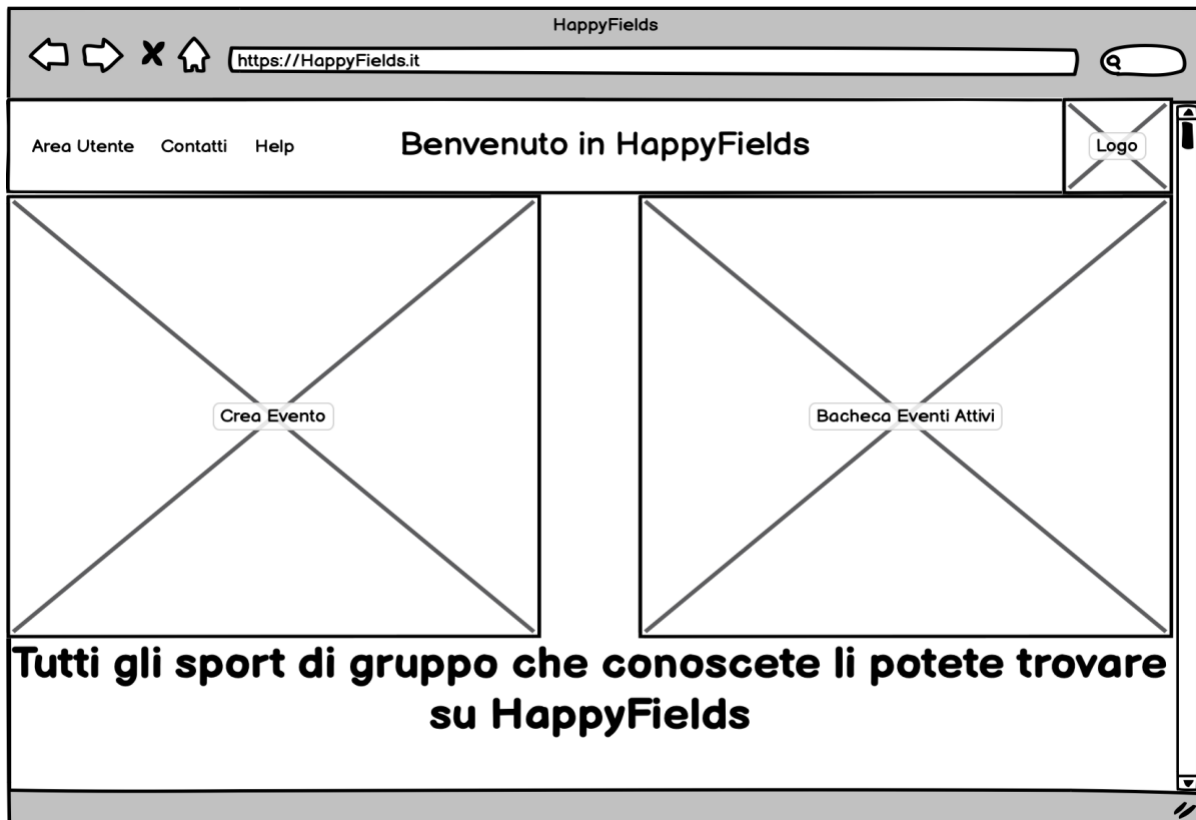 HappyFields
https://HappyFields.it
Area Utente Contatti Help Benvenuto in HappyFields Logo
Crea Evento Bacheca Eventi Attivi
Tutti gli sport di gruppo che conoscete li potete trovare
su HappyFields